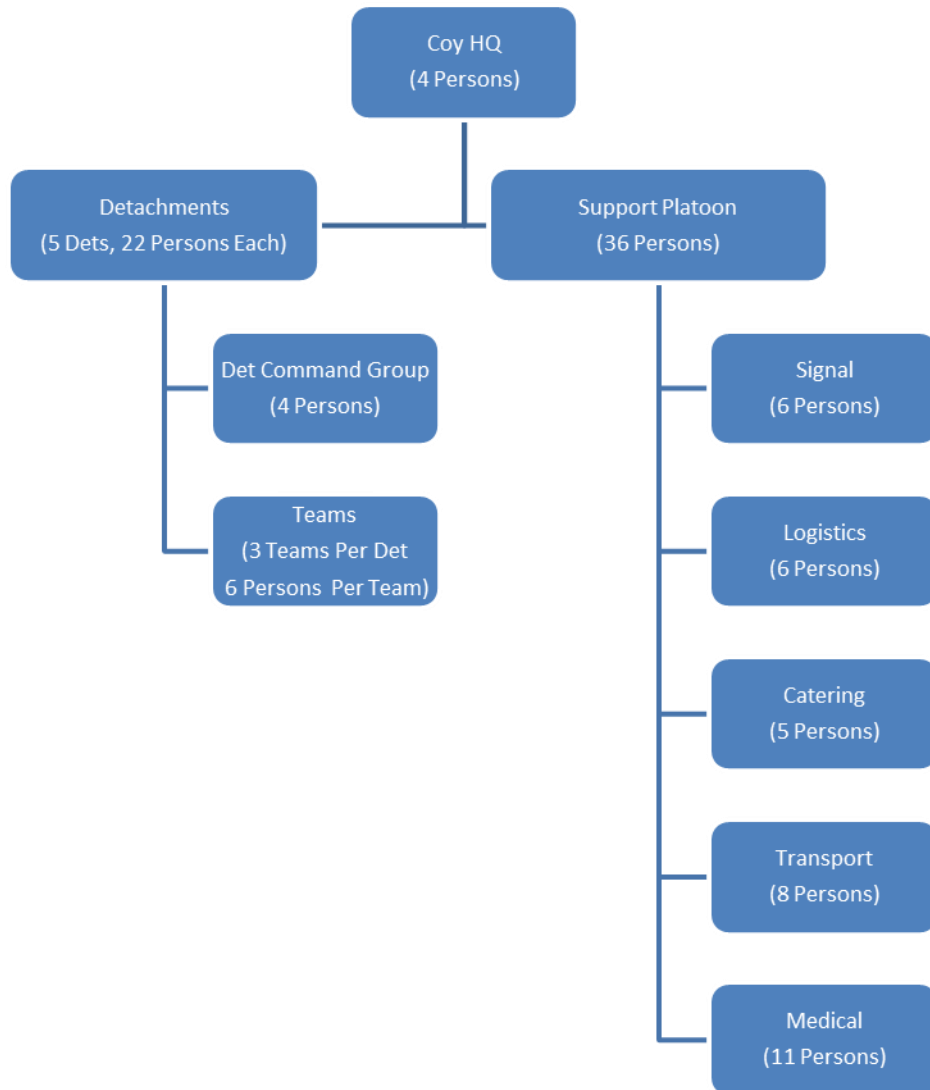 Coy HQ
(4 Persons)
Detachments
(5 Dets, 22 Persons Each)
Support Platoon
(36 Persons)
Det Command Group
(4 Persons)
Teams
(3 Teams Per Det
6 Persons Per Team)
Signal
(6 Persons)
Logistics
(6 Persons)
Catering
(5 Persons)
Transport
(8 Persons)
Medical
(11 Persons)